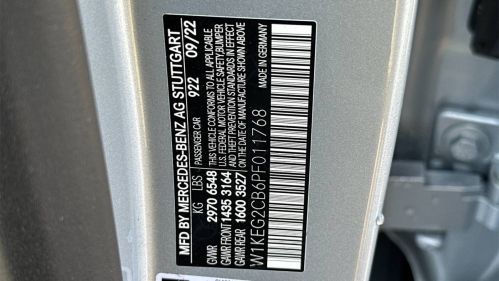 MFD BY MERCEDES-BENZ AG STUTTGART
PASSENGER CAR 922 09/22
KG LBS
GVWR 2970 6548
GAWR FRONT 1435 3164
GAWR REAR 1600 3527
THIS VEHICLE CONFORMS TO ALL APPLICABLE
U.S. FEDERAL MOTOR VEHICLE SAFETY, BUMPER
AND THEFT PREVENTION STANDARDS IN EFFECT
ON THE DATE OF MANUFACTURE SHOWN ABOVE
W1KEG2CB6PF011768
MADE IN GERMANY